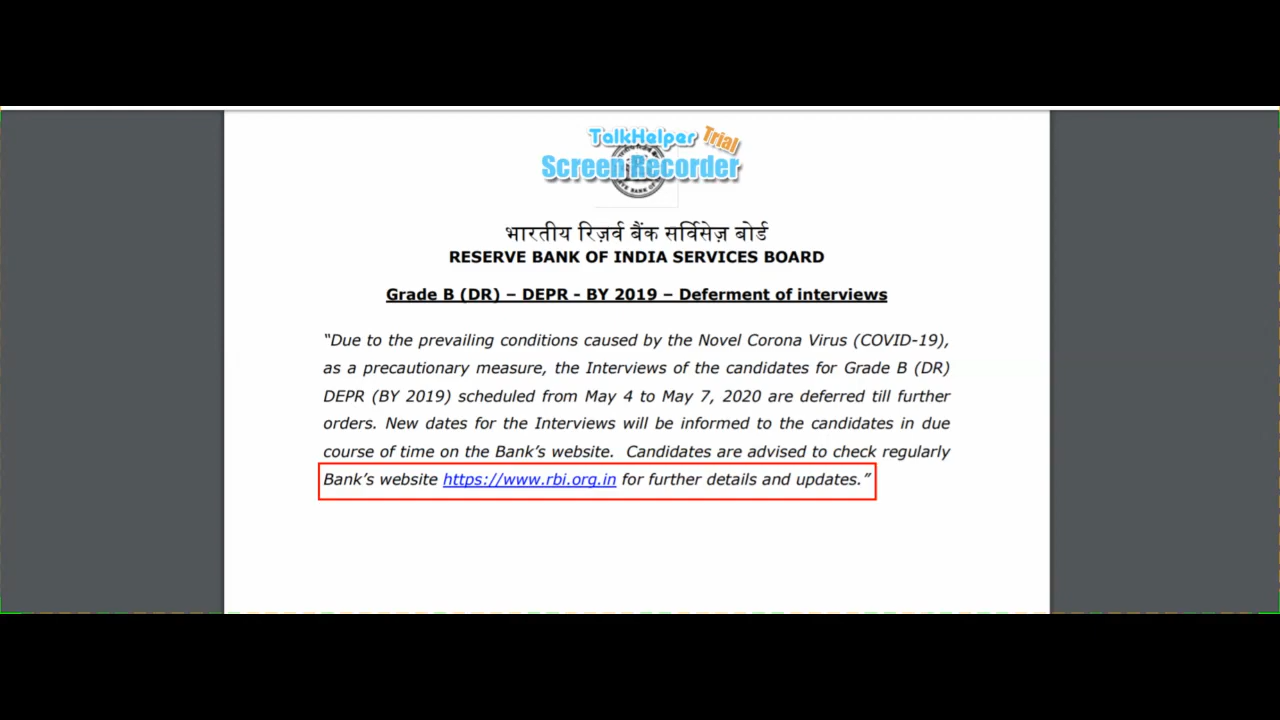 TalkHelper Trial
Screen Recorder
भारतीय रिज़र्व बैंक सर्विसेज़ बोर्ड
RESERVE BANK OF INDIA SERVICES BOARD
Grade B (DR) – DEPR - BY 2019 – Deferment of interviews
“Due to the prevailing conditions caused by the Novel Corona Virus (COVID-19),
as a precautionary measure, the Interviews of the candidates for Grade B (DR)
DEPR (BY 2019) scheduled from May 4 to May 7, 2020 are deferred till further
orders. New dates for the Interviews will be informed to the candidates in due
course of time on the Bank’s website. Candidates are advised to check regularly
Bank’s website https://www.rbi.org.in for further details and updates.”